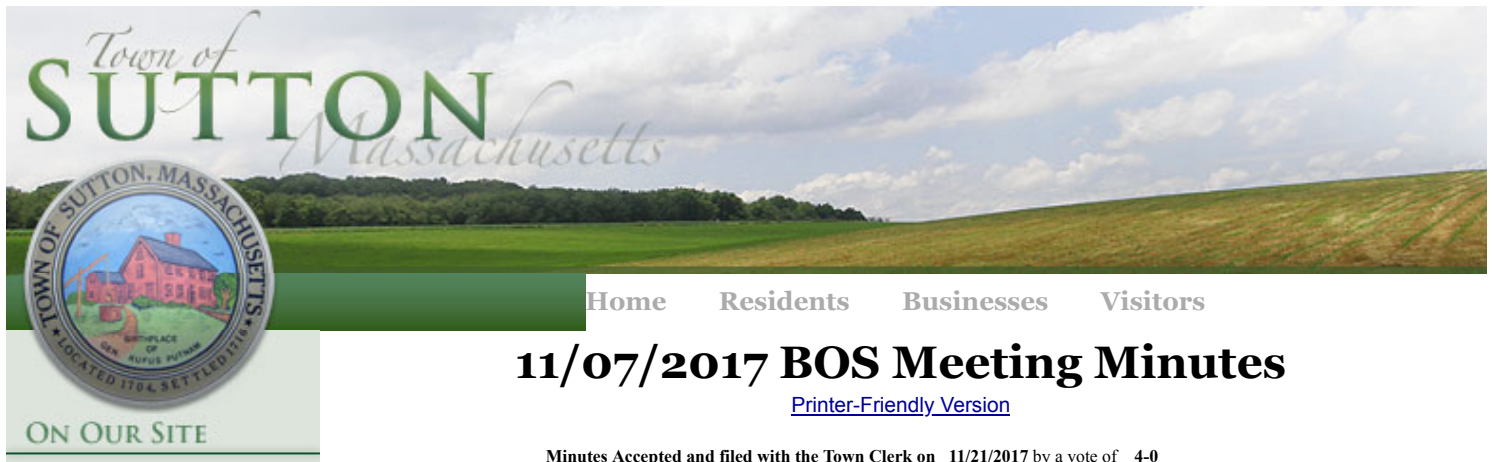 Town of
SUTTON
Massachusetts
TOWN OF SUTTON, MASSACHUSETTS
BIRTHPLACE
OF
GEN. RUFUS PUTNAM
★ LOCATED 1704, SETTLED 1716 ★
Home Residents Businesses Visitors
11/07/2017 BOS Meeting Minutes
Printer-Friendly Version
ON OUR SITE
Minutes Accepted and filed with the Town Clerk on 11/21/2017 by a vote of 4-0